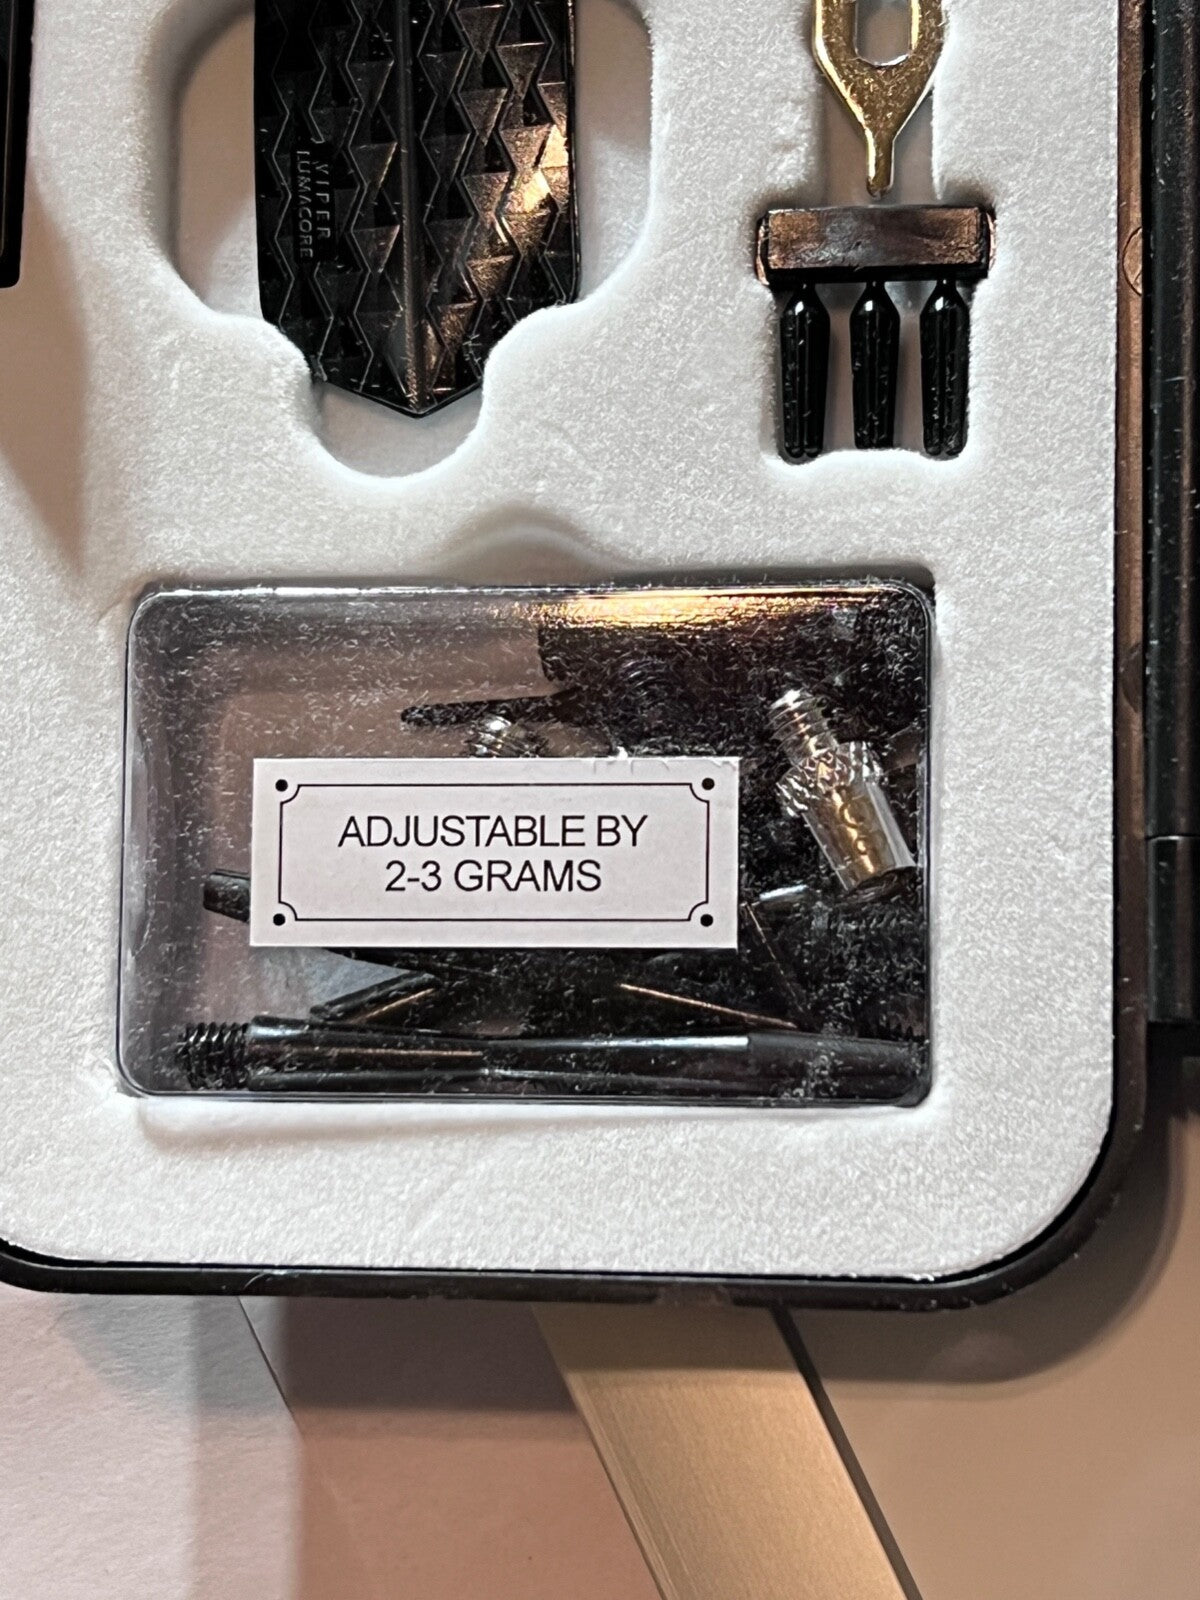 VIPER
LUMACORE
ADJUSTABLE BY
2-3 GRAMS